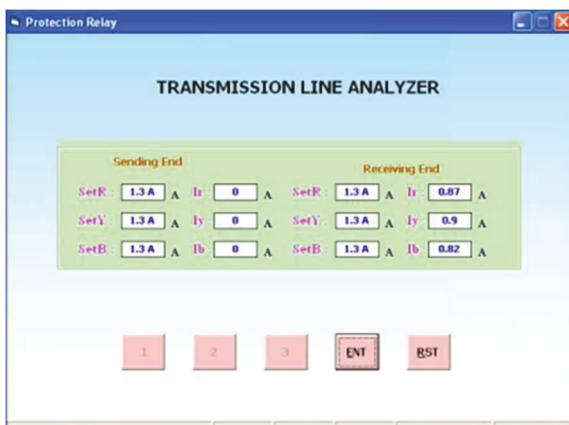 Protection Relay
TRANSMISSION LINE ANALYZER
Sending End
Receiving End
SetR : 1.3 A A Ir : 0 A SetR : 1.3 A A Ir : 0.87 A
SetY : 1.3 A A Iy : 0 A SetY : 1.3 A A Iy : 0.9 A
SetB : 1.3 A A Ib : 0 A SetB : 1.3 A A Ib : 0.82 A
1 2 3 ENT RST